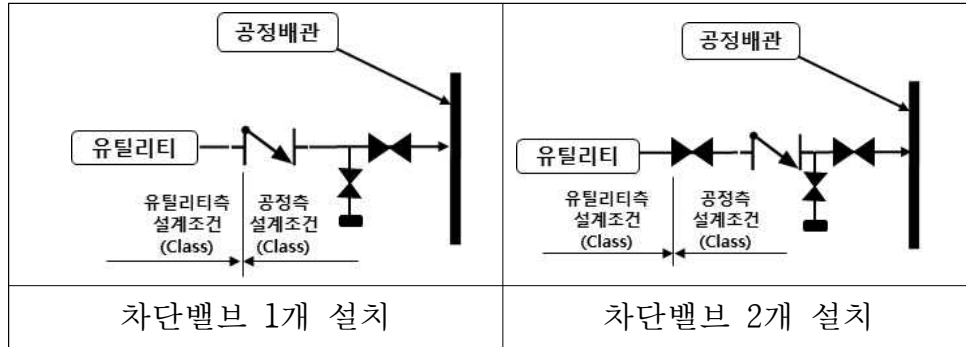 공정배관
유틸리티
유틸리티측
설계조건
(Class)
공정측
설계조건
(Class)
차단밸브 1개 설치
공정배관
유틸리티
유틸리티측
설계조건
(Class)
공정측
설계조건
(Class)
차단밸브 2개 설치